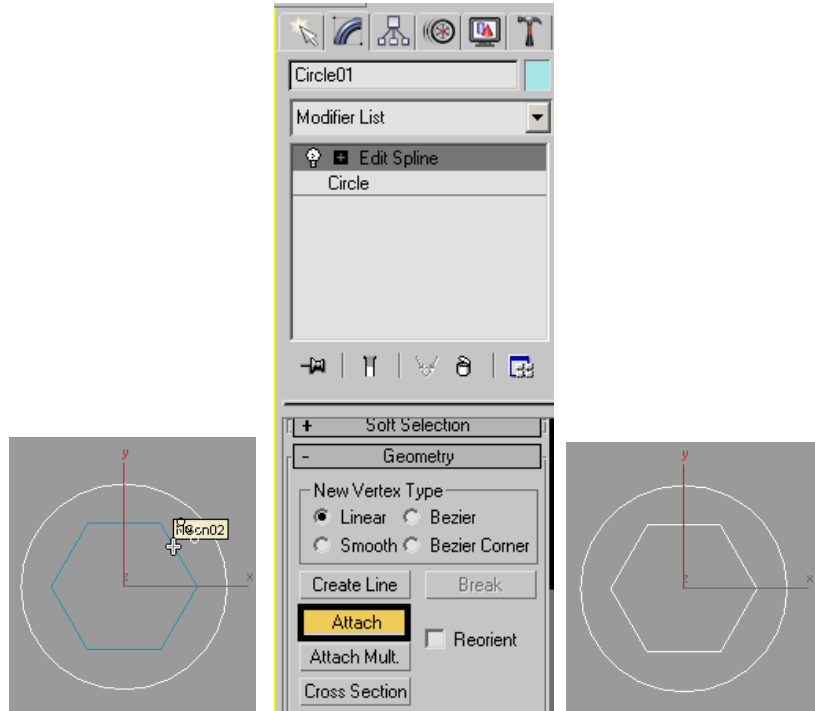 Circle01
Modifier List
Edit Spline
Circle
+ Soft Selection
- Geometry
New Vertex Type
Linear Bezier
Smooth Bezier Corner
Create Line Break
Attach
Reorient
Attach Mult.
Cross Section
y
z
x
y
z
x